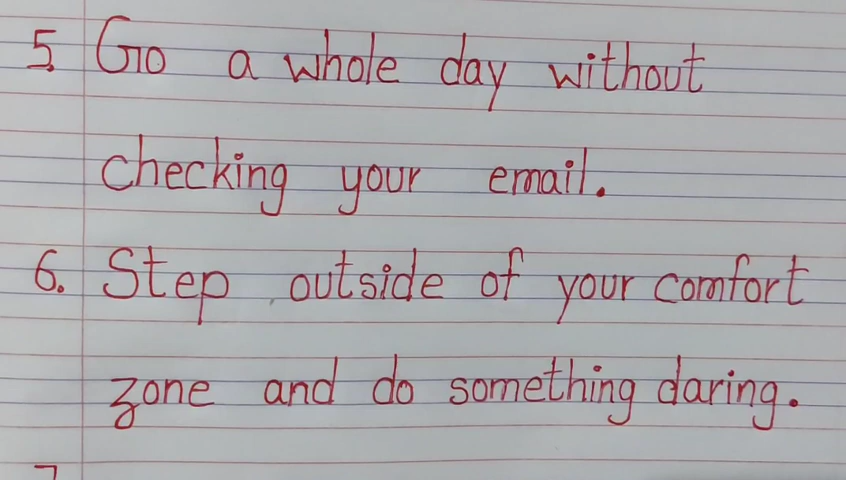 5. Go a whole day without
checking your email.
6. Step outside of your comfort
zone and do something daring.
7